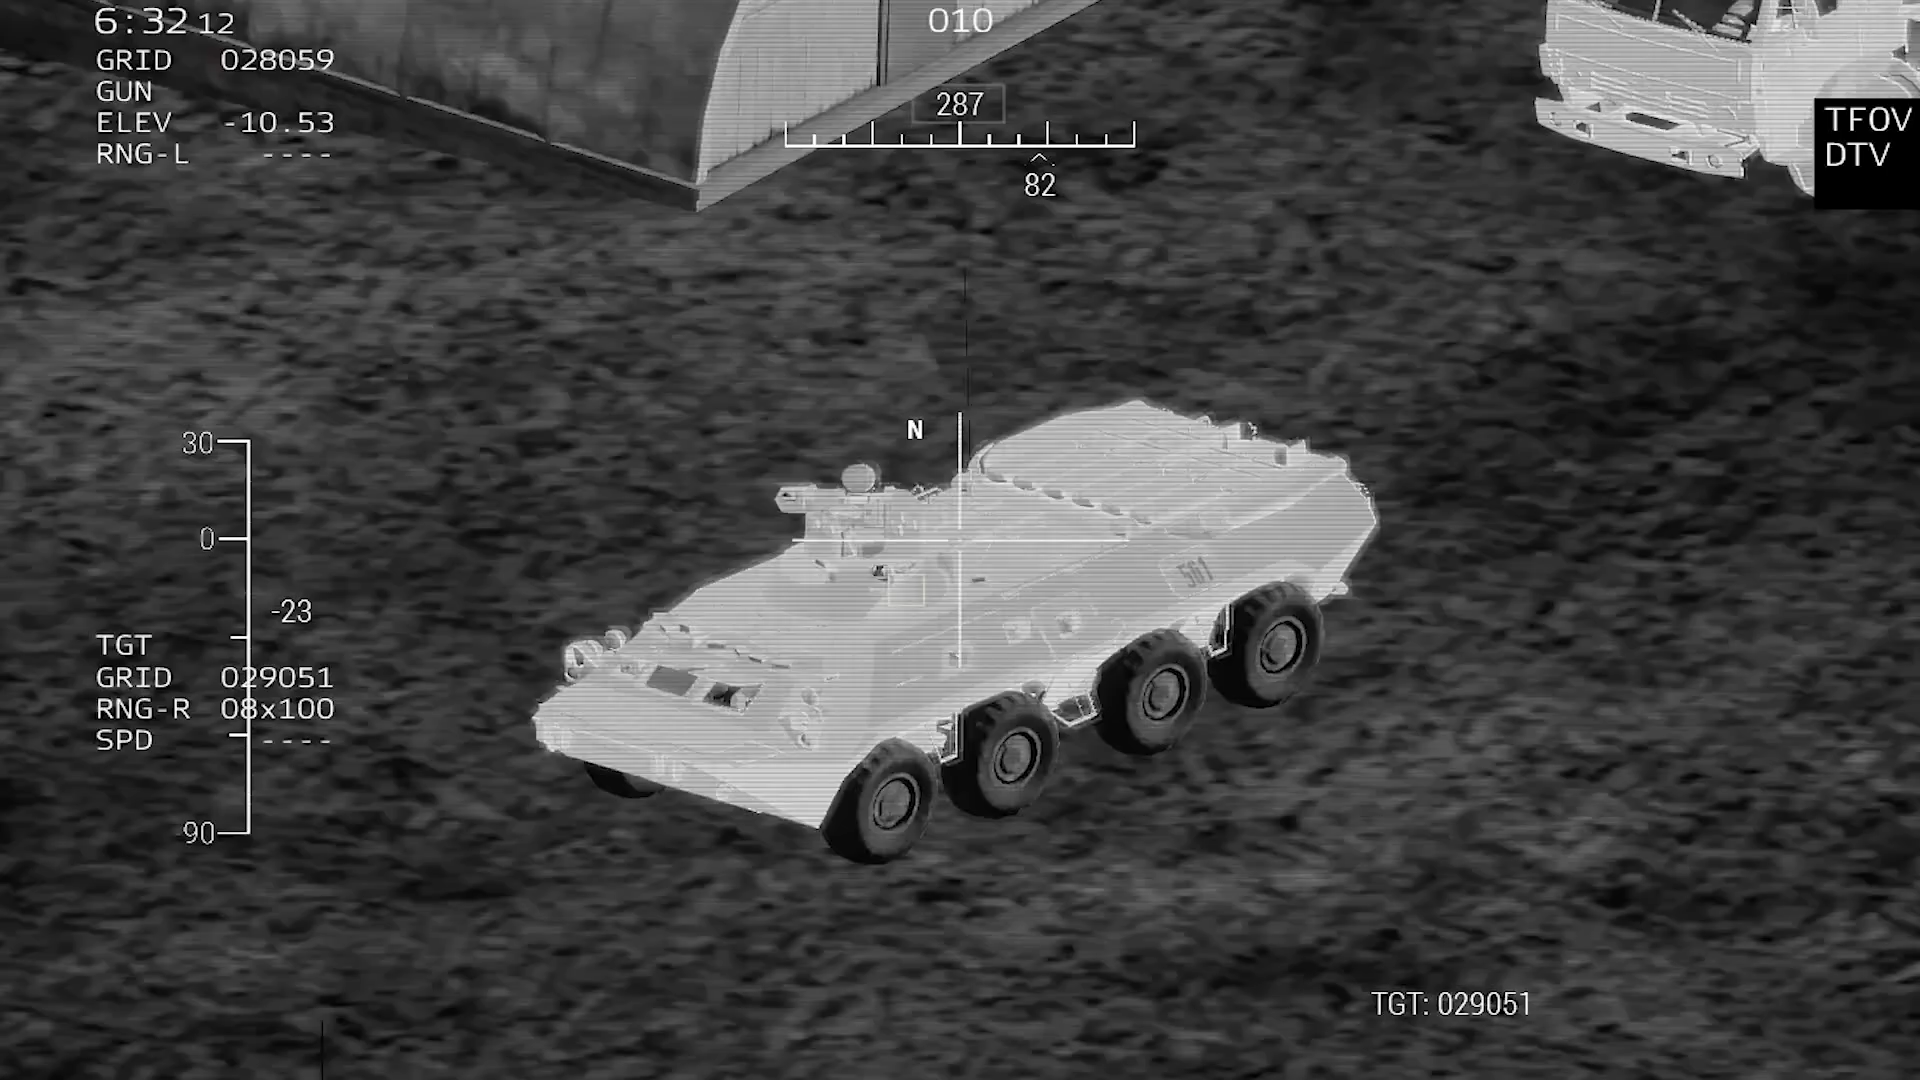 6:32 12
GRID 028059
GUN
ELEV -10.53
RNG-L ----
010
287
82
TFOV
DTV
N
30
0
-23
90
TGT
GRID 029051
RNG-R 08x100
SPD ----
561
TGT: 029051